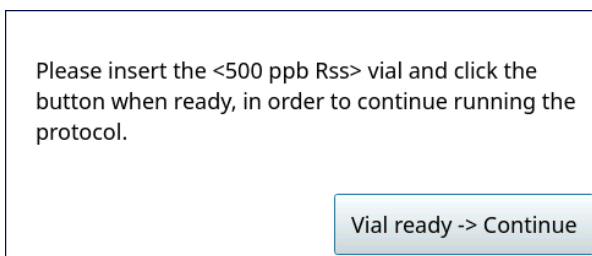 Please insert the <500 ppb Rss> vial and click the
button when ready, in order to continue running the
protocol.
Vial ready -> Continue